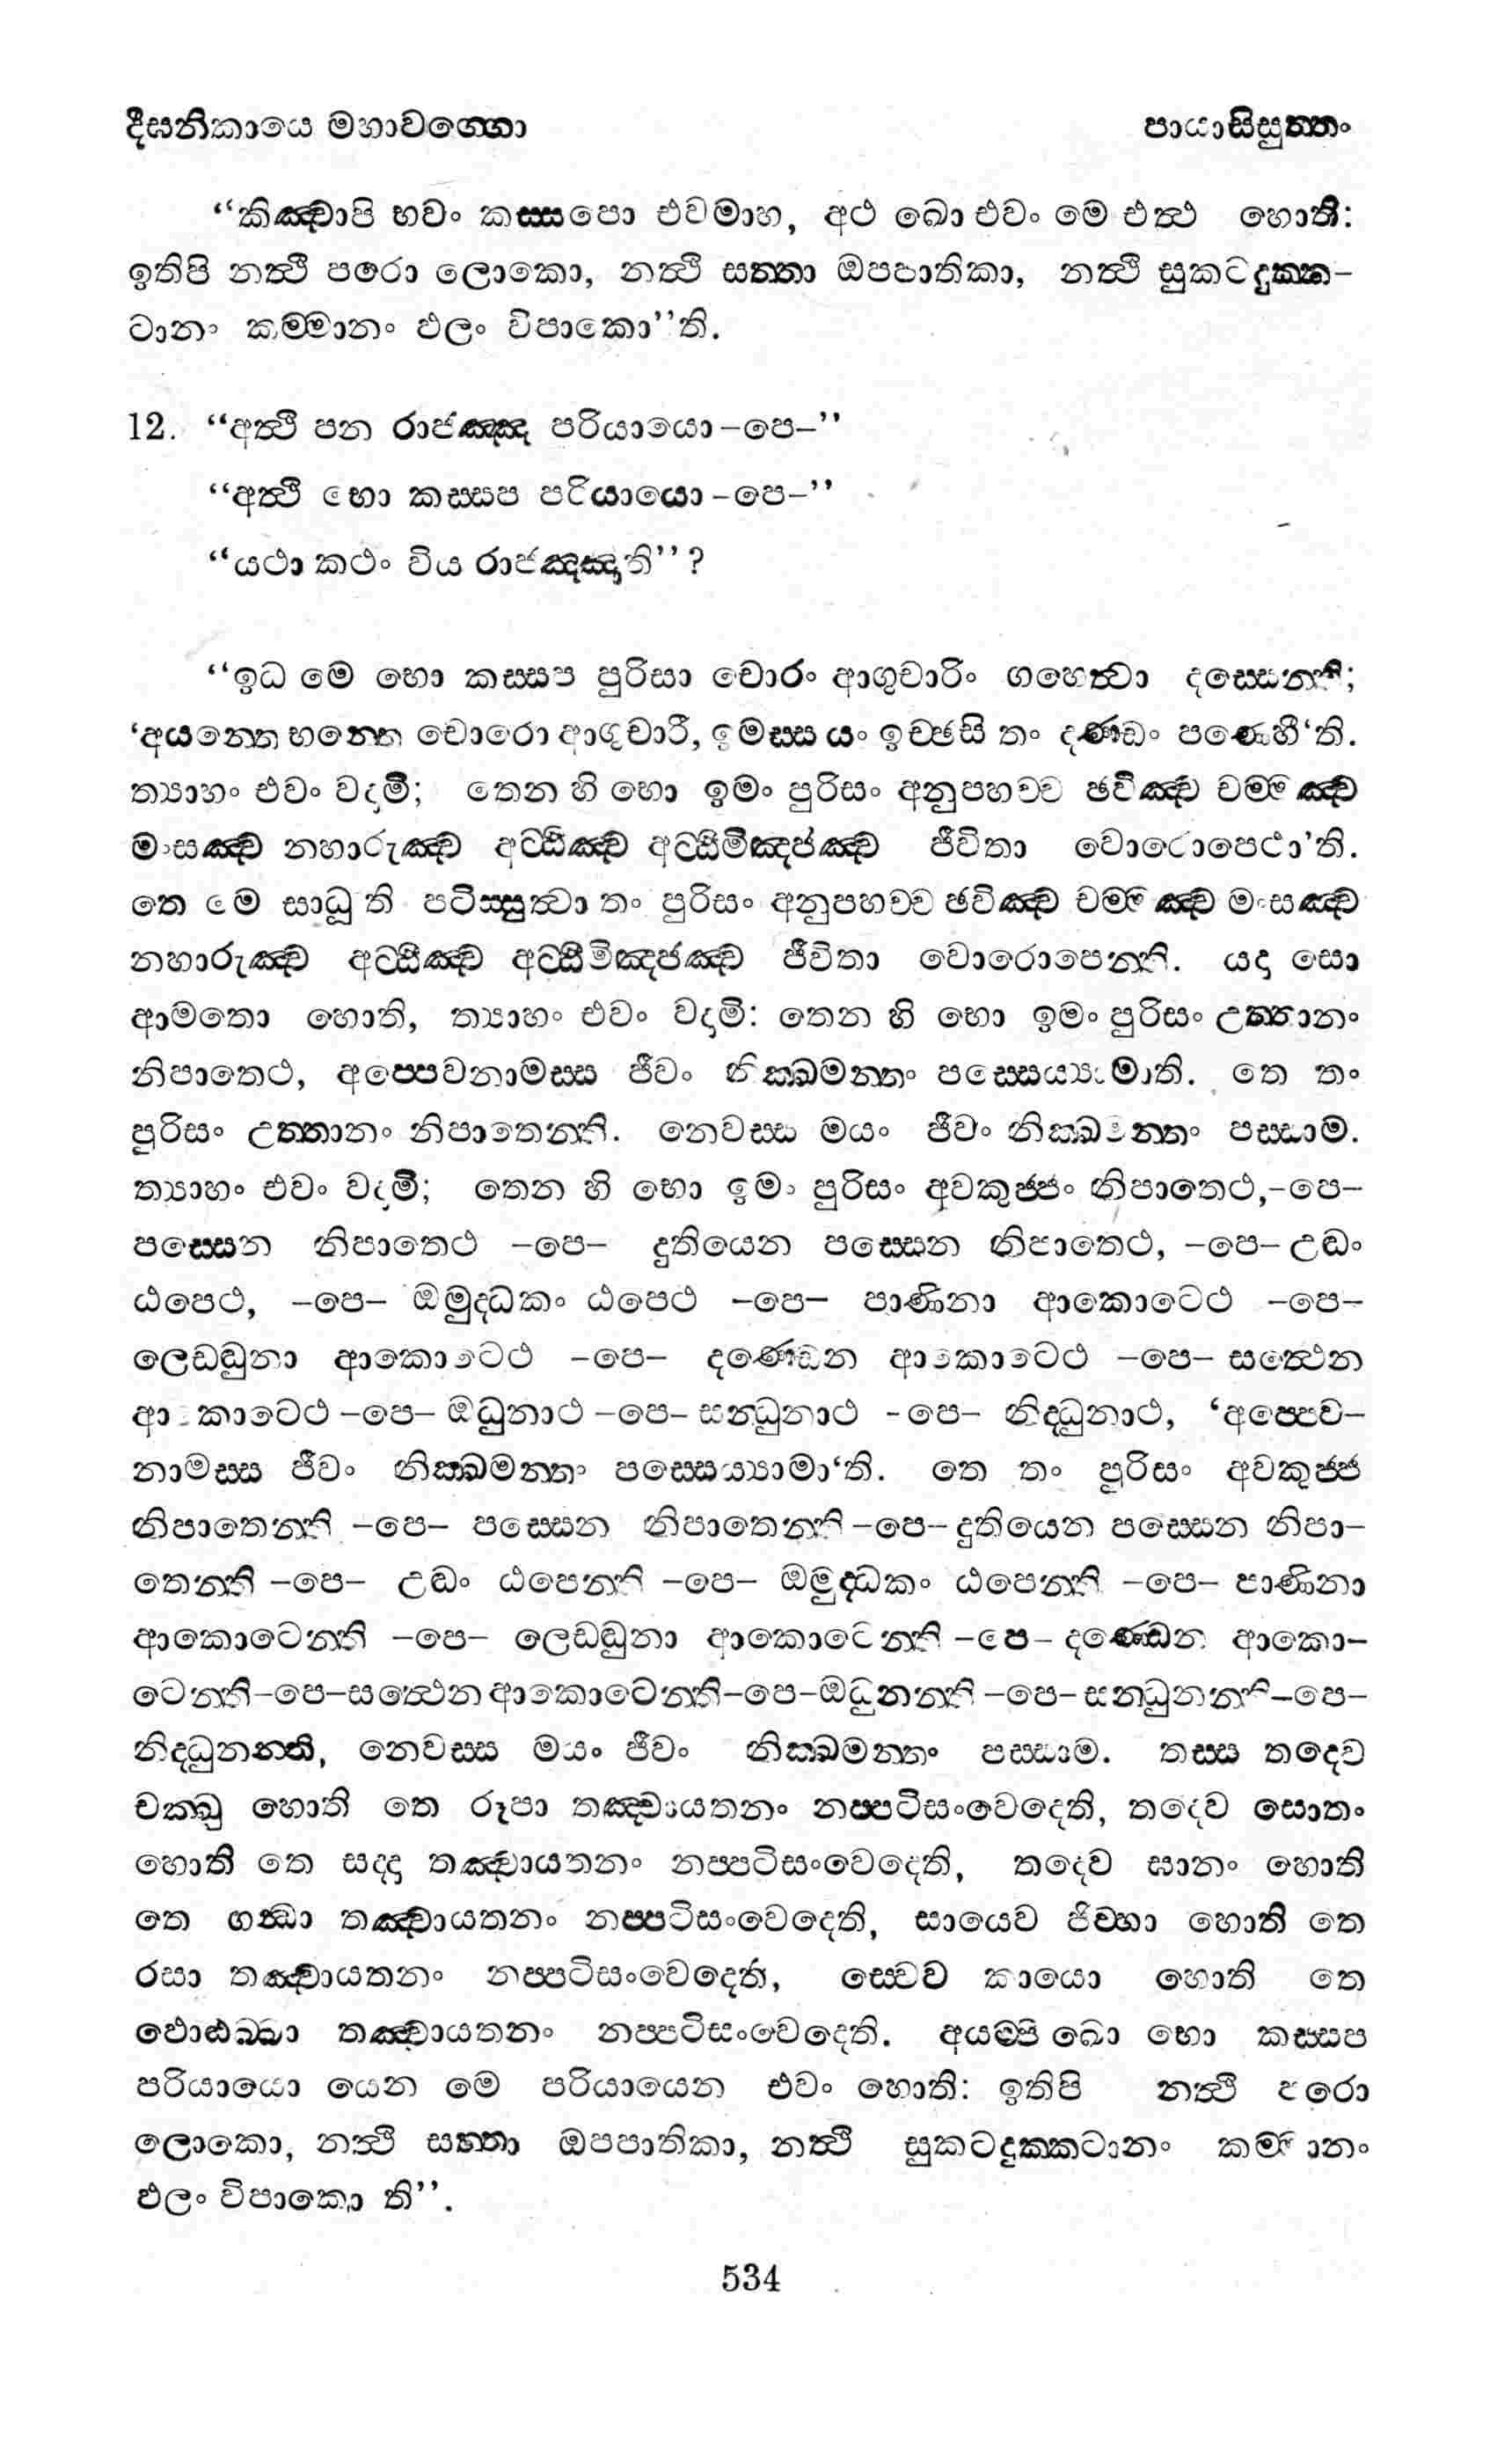 දීඝනිකායෙ මහාවග්ගො පායාසිසුත්තං
“කිඤ්චාපි භවං කස්සපො එවමාහ, අථ ඛො එවං මෙ එත්ථ හොති:
ඉතිපි නත්ථි පරො ලොකො, නත්ථි සත්තා ඔපපාතිකා, නත්ථි සුකටදුක්ක–
ටානං කම්මානං ඵලං විපාකො”ති.
12. “අත්ථි පන රාජඤ්ඤ පරියායො –පෙ–”
“අත්ථි භො කස්සප පරියායො –පෙ–”
“යථා කථං විය රාජඤ්ඤාති”?
“ඉධ මෙ භො කස්සප පුරිසා චොරං ආගුචාරිං ගහෙත්වා දස්සෙන්ති;
‘අයන්තෙ භන්තෙ චොරො ආගුචාරී, ඉමස්ස යං ඉච්ඡසි තං දණ්ඩං පණෙහී‘ති.
ත්‍යාහං එවං වදාමි; තෙන හි භො ඉමං පුරිසං අනුපහච්ච ඡවිඤ්ච චම්මඤ්ච
මංසඤ්ච නහාරුඤ්ච අට්ඨිඤ්ච අට්ඨිමිඤ්ජඤ්ච ජීවිතා වොරොපෙථා’ති.
තෙ මෙ සාධූ ති පටිස්සුත්වා තං පුරිසං අනුපහච්ච ඡවිඤ්ච චම්මඤ්ච මංසඤ්ච
නහාරුඤ්ච අට්ඨිඤ්ච අට්ඨිමිඤ්ජඤ්ච ජීවිතා වොරොපෙන්ති. යදා සො
ආමතො හොති, ත්‍යාහං එවං වදාමි: තෙන හි භො ඉමං පුරිසං උත්තානං
නිපාතෙථ, අප්පෙවනාමස්ස ජීවං නික්ඛමන්තං පස්සෙය්‍යාමාති. තෙ තං
පුරිසං උත්තානං නිපාතෙන්ති. නෙවස්ස මයං ජීවං නික්ඛමන්තං පස්සාම.
ත්‍යාහං එවං වදාමි; තෙන හි භො ඉමං පුරිසං අවකුජ්ජං නිපාතෙථ,–පෙ–
පස්සෙන නිපාතෙථ –පෙ– දුතියෙන පස්සෙන නිපාතෙථ, –පෙ– උඬං
ඨපෙථ, –පෙ– ඔමුද්ධකං ඨපෙථ –පෙ– පාණිනා ආකොටෙථ –පෙ–
ලෙඩ්ඩුනා ආකොටෙථ –පෙ– දණ්ඩෙන ආකොටෙථ –පෙ– සත්ථෙන
ආකොටෙථ –පෙ– ඔධුනාථ –පෙ– සන්ධුනාථ –පෙ– නිද්ධුනාථ, ‘අප්පෙව–
නාමස්ස ජීවං නික්ඛමන්තං පස්සෙය්‍යාමා‘ති. තෙ තං පුරිසං අවකුජ්ජ
නිපාතෙන්ති –පෙ– පස්සෙන නිපාතෙන්ති –පෙ– දුතියෙන පස්සෙන නිපා–
තෙන්ති –පෙ– උඬං ඨපෙන්ති –පෙ– ඔමුද්ධකං ඨපෙන්ති –පෙ– පාණිනා
ආකොටෙන්ති –පෙ– ලෙඩ්ඩුනා ආකොටෙන්ති –පෙ– දණ්ඩෙන ආකො–
ටෙන්ති–පෙ–සත්ථෙන ආකොටෙන්ති–පෙ–ඔධුනන්ති –පෙ– සන්ධුනන්ති–පෙ–
නිද්ධුනන්ති, නෙවස්ස මයං ජීවං නික්ඛමන්තං පස්සාම. තස්ස තදෙව
චක්ඛු හොති තෙ රූපා තඤ්චායතනං නප්පටිසංවෙදෙති, තදෙව සොතං
හොති තෙ සද්දා තඤ්චායතනං නප්පටිසංවෙදෙති, තදෙව ඝානං හොති
තෙ ගන්ධා තඤ්චායතනං නප්පටිසංවෙදෙති, සායෙව ජිව්හා හොති තෙ
රසා තඤ්චායතනං නප්පටිසංවෙදෙති, ස්වෙව කායො හොති තෙ
ඵොට්ඨබ්බා තඤ්චායතනං නප්පටිසංවෙදෙති. අයම්පි ඛො භො කස්සප
පරියායො යෙන මෙ පරියායෙන එවං හොති: ඉතිපි නත්ථි පරො
ලොකො, නත්ථි සත්තා ඔපපාතිකා, නත්ථි සුකටදුක්කටානං කම්මානං
ඵලං විපාකො ති”.
534